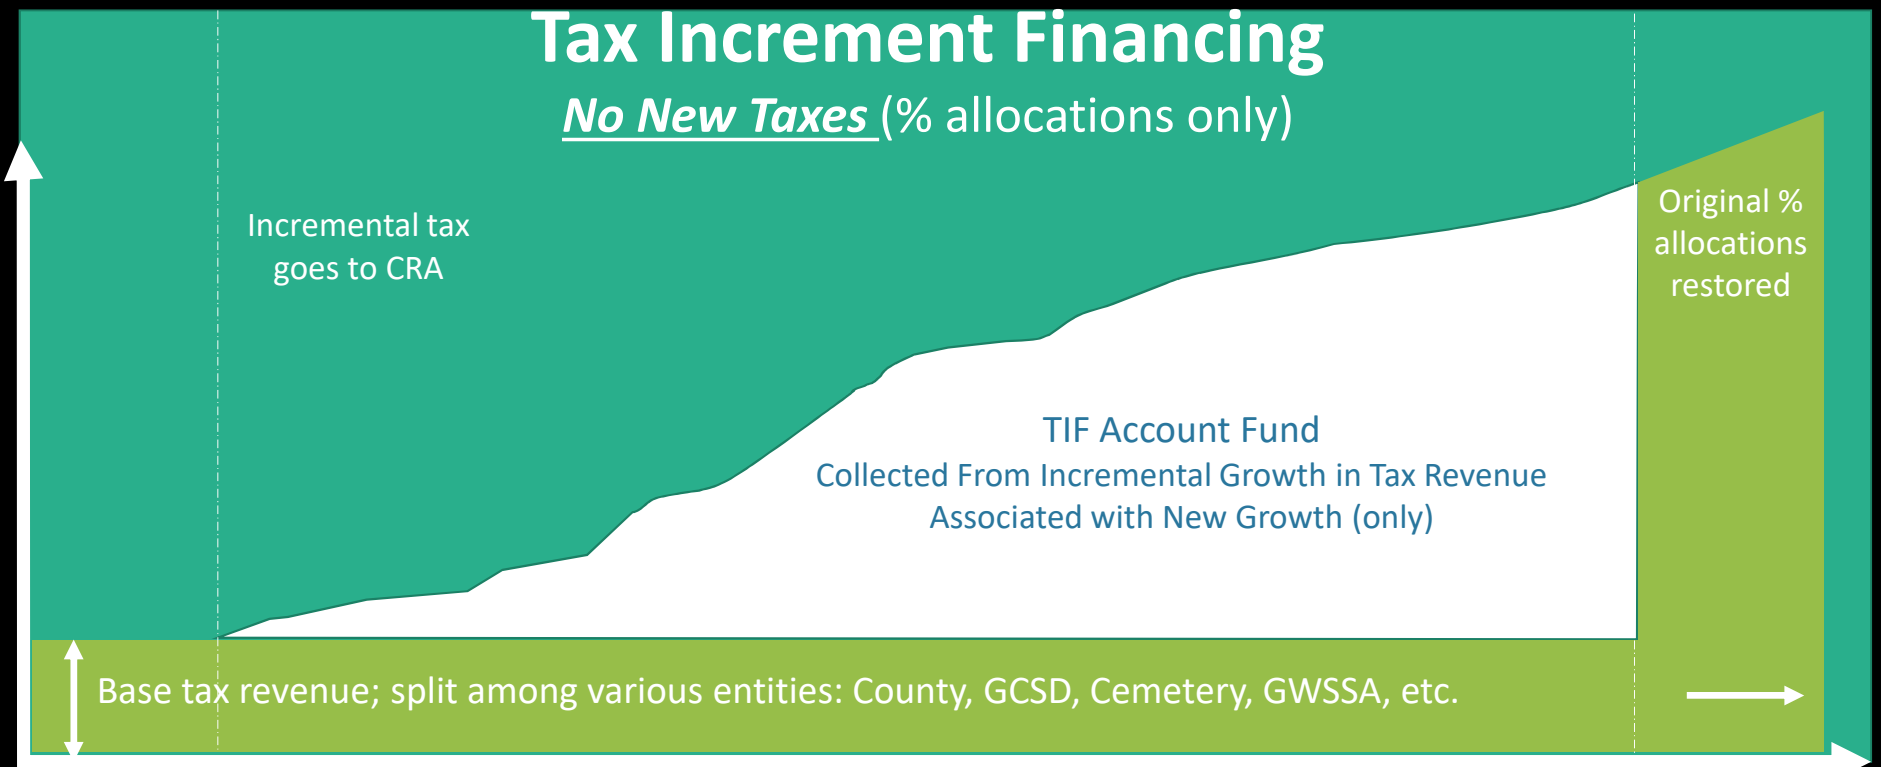 Tax Increment Financing
No New Taxes (% allocations only)
Incremental tax
goes to CRA
Original %
allocations
restored
TIF Account Fund
Collected From Incremental Growth in Tax Revenue
Associated with New Growth (only)
Base tax revenue; split among various entities: County, GCSD, Cemetery, GWSSA, etc.